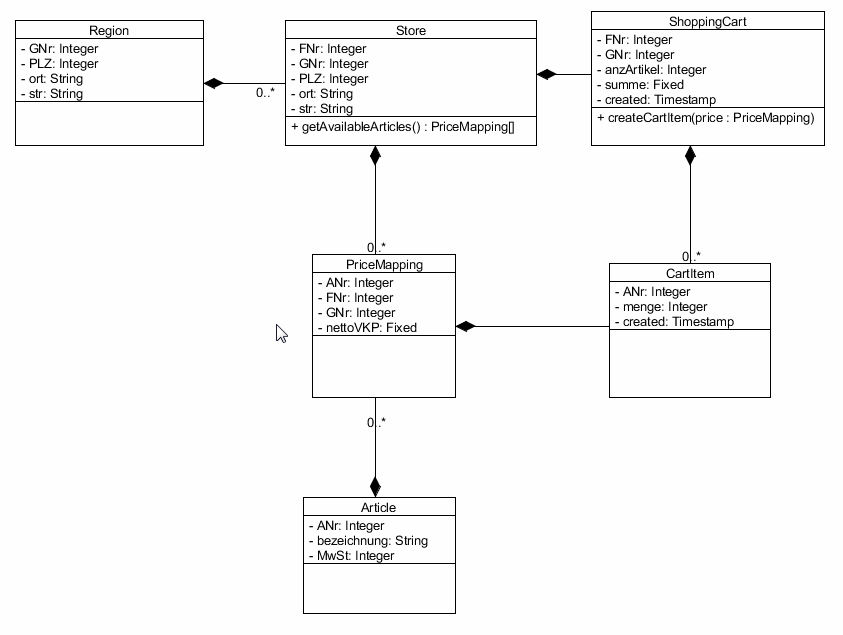 Region
- GNr: Integer
- PLZ: Integer
- ort: String
- str: String
0..*
Store
- FNr: Integer
- GNr: Integer
- PLZ: Integer
- ort: String
- str: String
+ getAvailableArticles() : PriceMapping[]
ShoppingCart
- FNr: Integer
- GNr: Integer
- anzArtikel: Integer
- summe: Fixed
- created: Timestamp
+ createCartItem(price : PriceMapping)
0..*
PriceMapping
- ANr: Integer
- FNr: Integer
- GNr: Integer
- nettoVKP: Fixed
0..*
CartItem
- ANr: Integer
- menge: Integer
- created: Timestamp
0..*
Article
- ANr: Integer
- bezeichnung: String
- MwSt: Integer